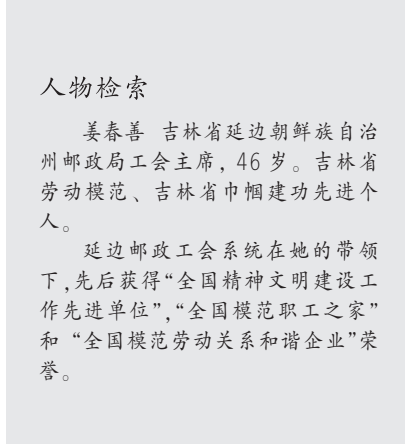 人物检索
姜春善 吉林省延边朝鲜族自治
州邮政局工会主席，46岁。吉林省
劳动模范、吉林省巾帼建功先进个
人。
延边邮政工会系统在她的带领
下，先后获得“全国精神文明建设工
作先进单位”，“全国模范职工之家”
和“全国模范劳动关系和谐企业”荣
誉。